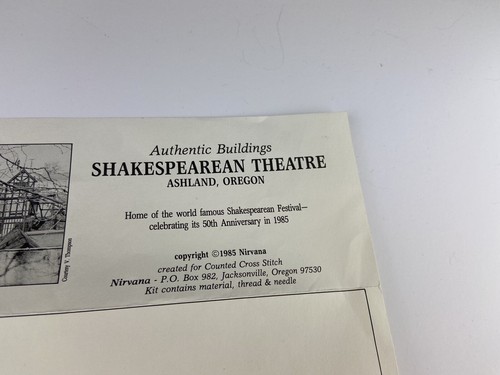 Authentic Buildings
SHAKESPEAREAN THEATRE
ASHLAND, OREGON
Home of the world famous Shakespearean Festival—
celebrating its 50th Anniversary in 1985
copyright ©1985 Nirvana
created for Counted Cross Stitch
Nirvana - P.O. Box 982, Jacksonville, Oregon 97530
Kit contains material, thread & needle
Courtesy V. Thompson